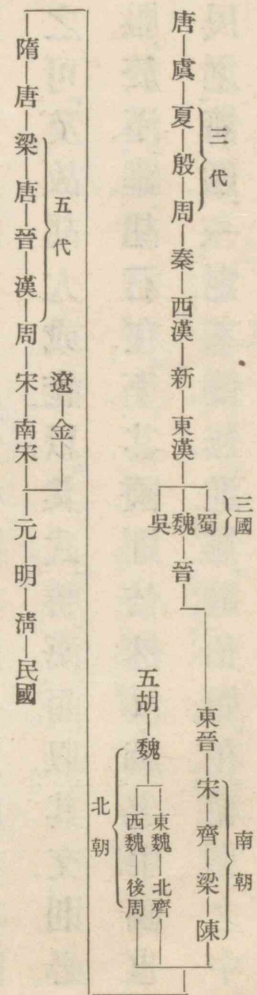 唐―虞―夏―殷―周―秦―西漢―新―東漢
三代
蜀
魏―晉
吳
三國
東晉―宋―齊―梁―陳
南朝
五胡―魏
東魏―北齊
西魏―後周
北朝
隋―唐―梁―唐―晉―漢―周―宋―南宋
五代
遼―金
元―明―淸―民國